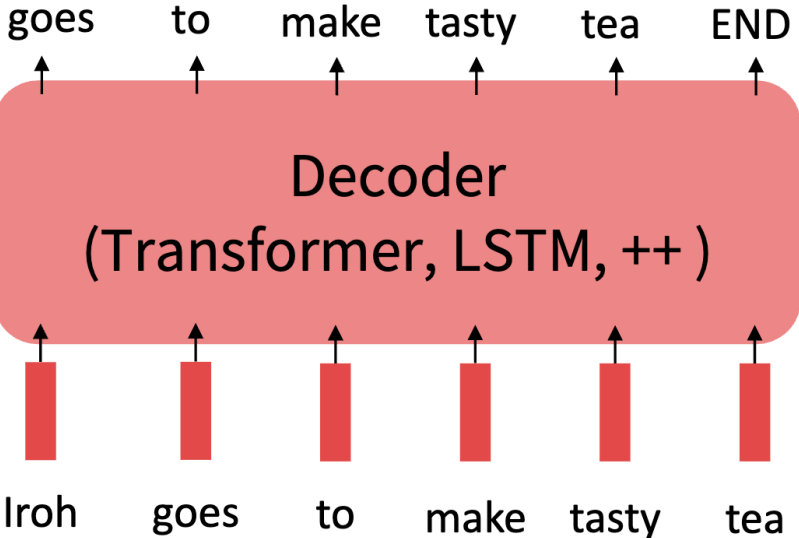 goes to make tasty tea END
Decoder
(Transformer, LSTM, ++ )
Iroh goes to make tasty tea